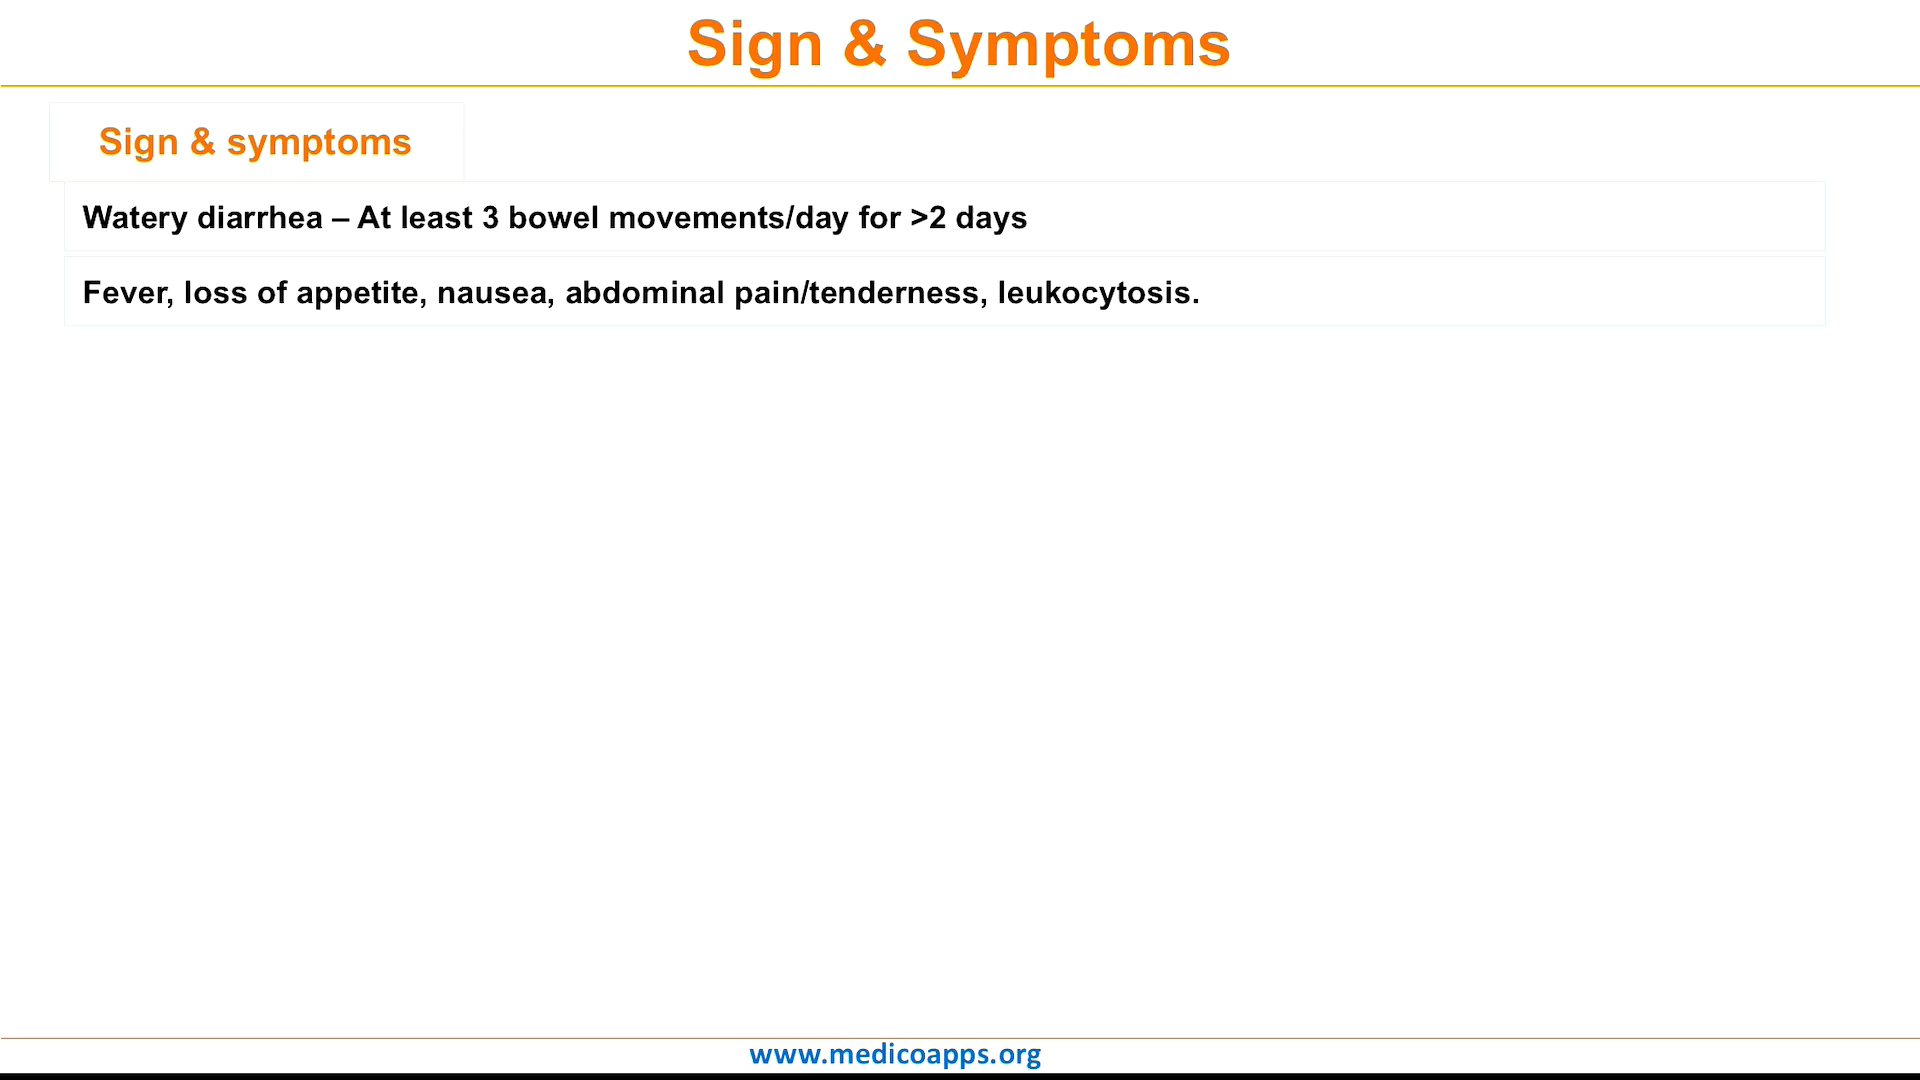 Sign & Symptoms
Sign & symptoms
Watery diarrhea – At least 3 bowel movements/day for >2 days
Fever, loss of appetite, nausea, abdominal pain/tenderness, leukocytosis.
www.medicoapps.org